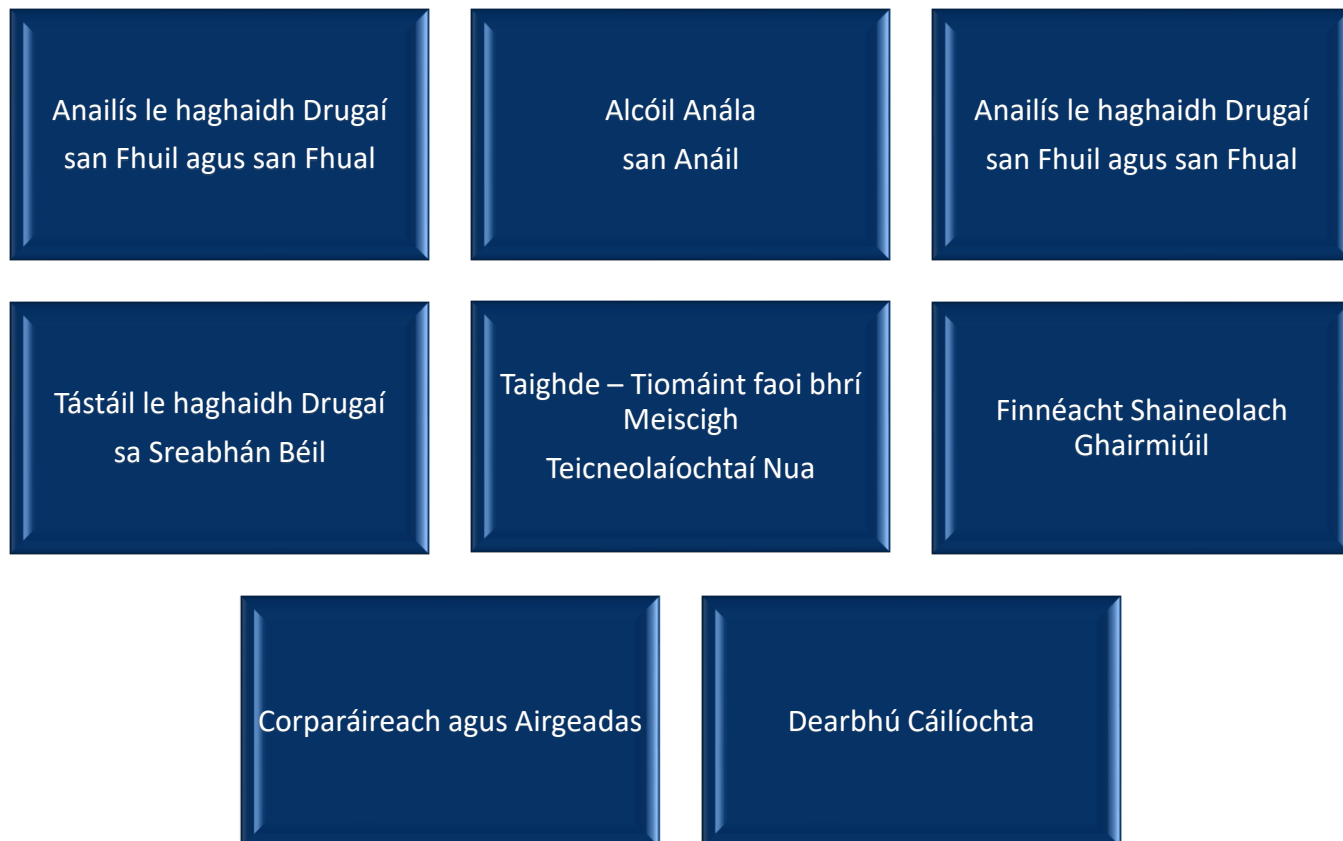 Anailís le haghaidh Drugaí
san Fhuil agus san Fhual
Alcóil Anála
san Anáil
Anailís le haghaidh Drugaí
san Fhuil agus san Fhual
Tástáil le haghaidh Drugaí
sa Sreabhán Béil
Taighde – Tiomáint faoi bhrí
Meiscigh
Teicneolaíochtaí Nua
Finnéacht Shaineolach
Ghairmiúil
Corparáireach agus Airgeadas
Dearbhú Cáilíochta